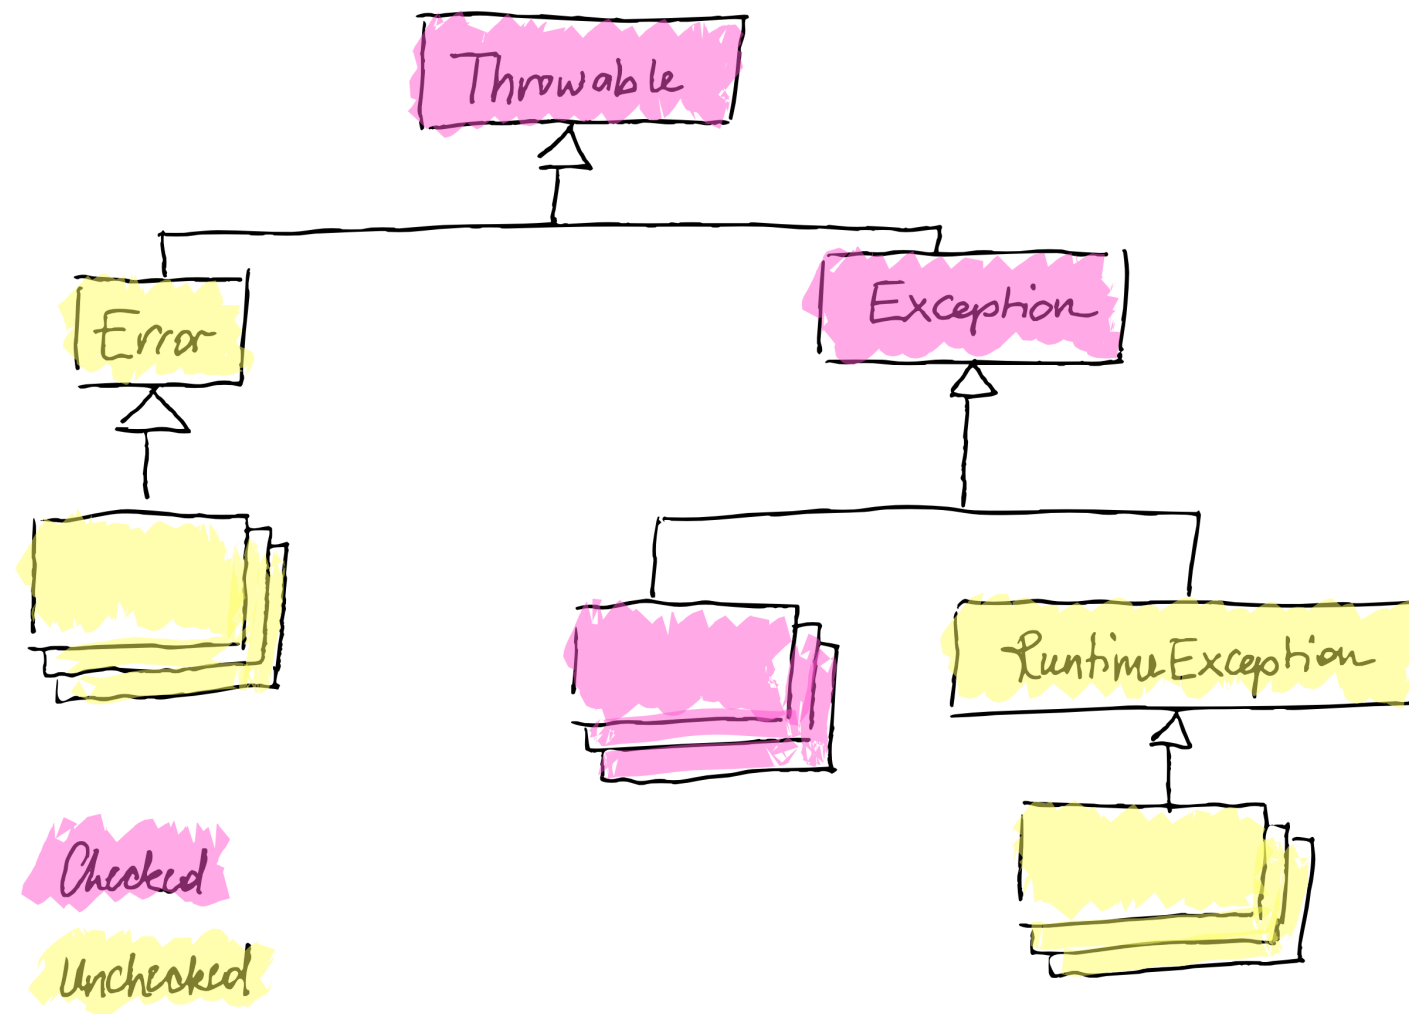 Throwable
Error
Exception
RuntimeException
Checked
Unchecked